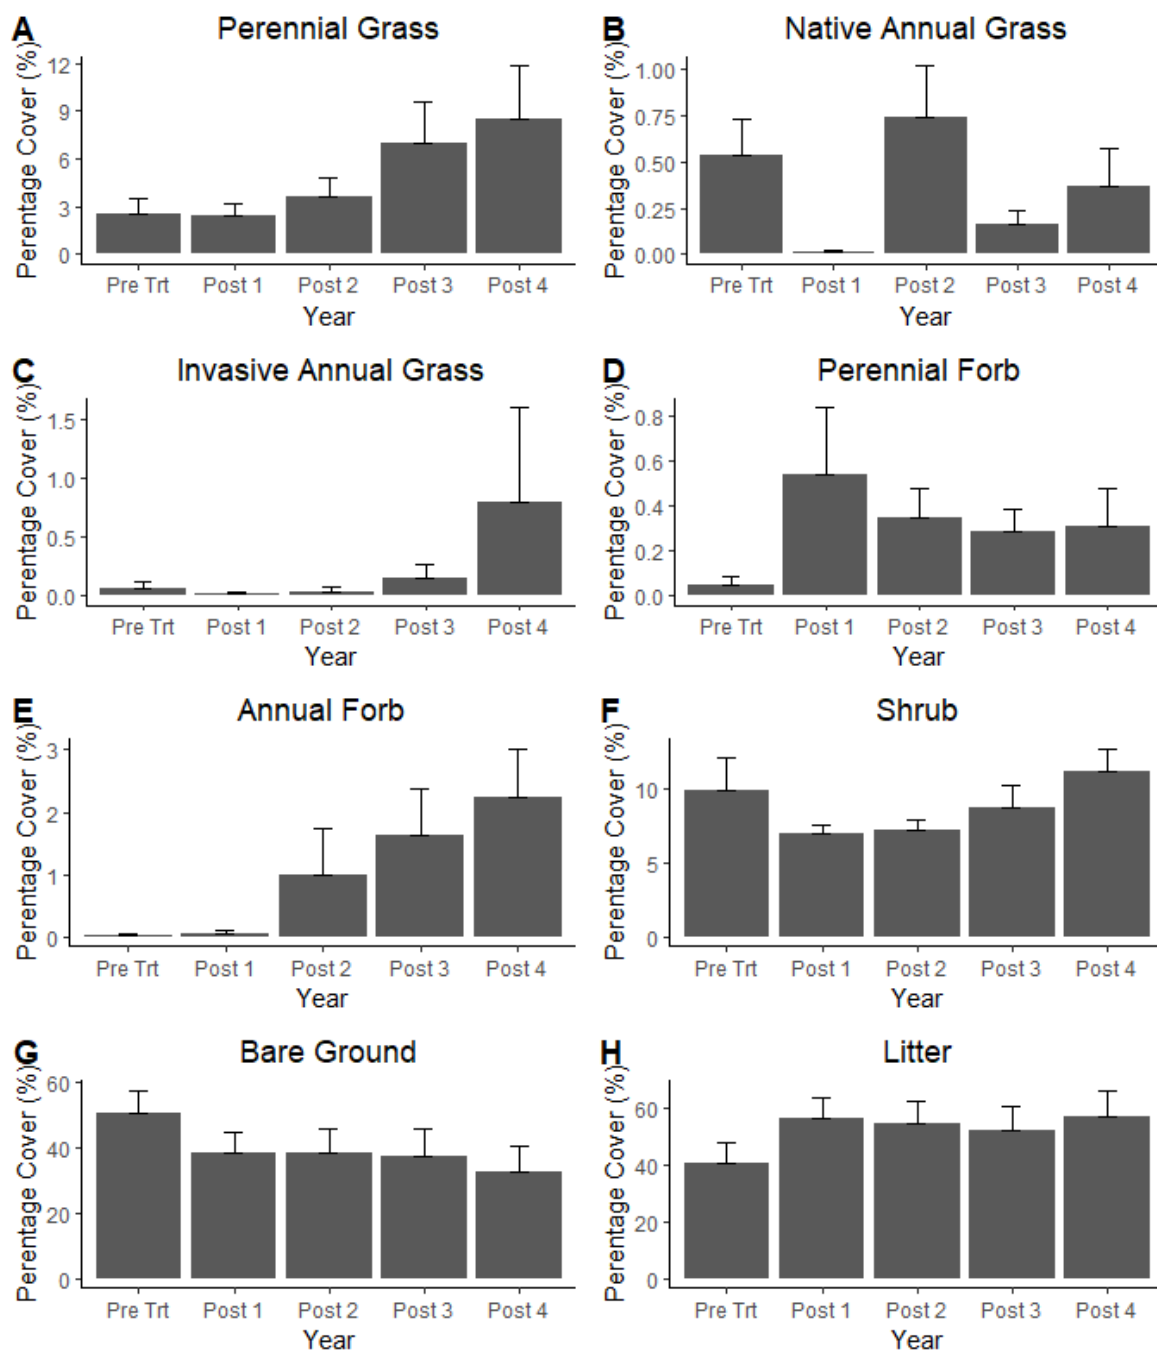 A Perennial Grass
Perentage Cover (%)
12
9
6
3
0
Pre Trt Post 1 Post 2 Post 3 Post 4
Year
B Native Annual Grass
Perentage Cover (%)
1.00
0.75
0.50
0.25
0.00
Pre Trt Post 1 Post 2 Post 3 Post 4
Year
C Invasive Annual Grass
Perentage Cover (%)
1.5
1.0
0.5
0.0
Pre Trt Post 1 Post 2 Post 3 Post 4
Year
D Perennial Forb
Perentage Cover (%)
0.8
0.6
0.4
0.2
0.0
Pre Trt Post 1 Post 2 Post 3 Post 4
Year
E Annual Forb
Perentage Cover (%)
3
2
1
0
Pre Trt Post 1 Post 2 Post 3 Post 4
Year
F Shrub
Perentage Cover (%)
10
5
0
Pre Trt Post 1 Post 2 Post 3 Post 4
Year
G Bare Ground
Perentage Cover (%)
60
40
20
0
Pre Trt Post 1 Post 2 Post 3 Post 4
Year
H Litter
Perentage Cover (%)
60
40
20
0
Pre Trt Post 1 Post 2 Post 3 Post 4
Year